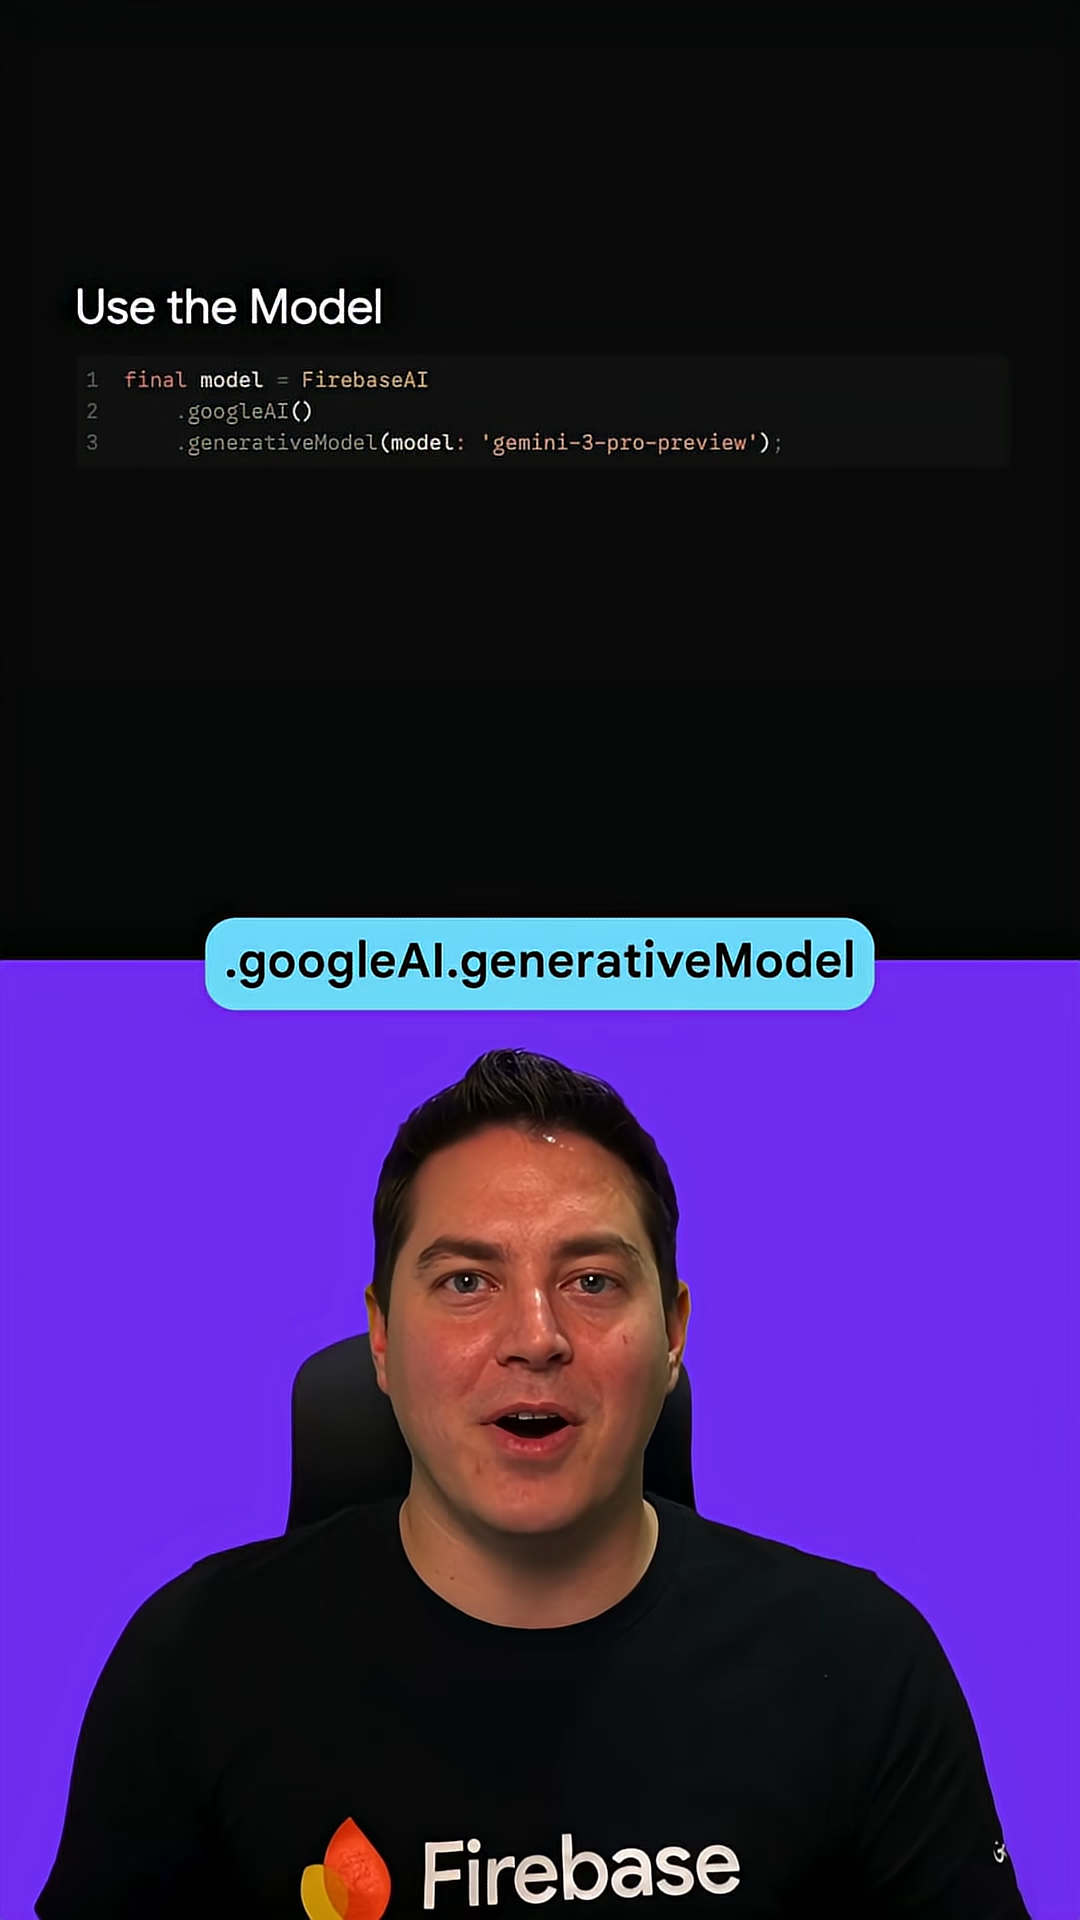 Use the Model
1 final model = FirebaseAI
2     .googleAI()
3     .generativeModel(model: 'gemini-3-pro-preview');
.googleAI.generativeModel
Firebase